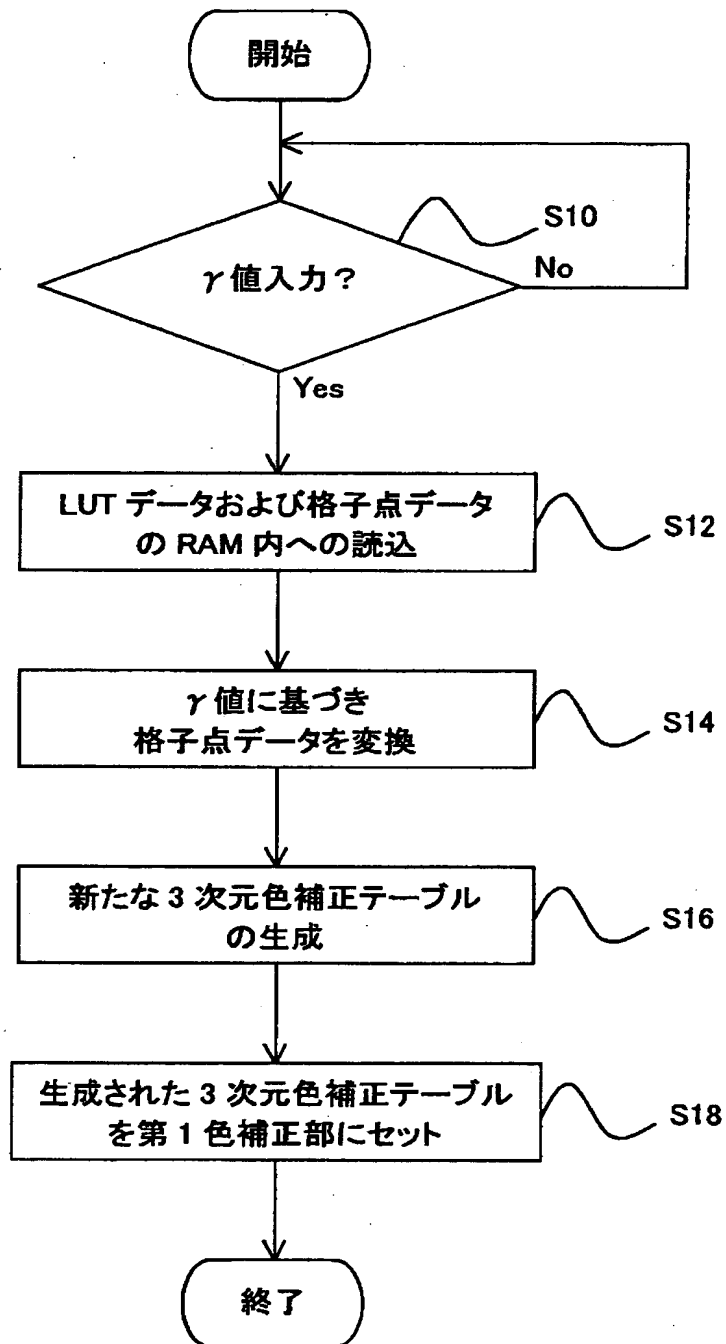 開始
S10
γ値入力？
No
Yes
LUT データおよび格子点データ
の RAM 内への読込
S12
γ値に基づき
格子点データを変換
S14
新たな 3 次元色補正テーブル
の生成
S16
生成された 3 次元色補正テーブル
を第 1 色補正部にセット
S18
終了